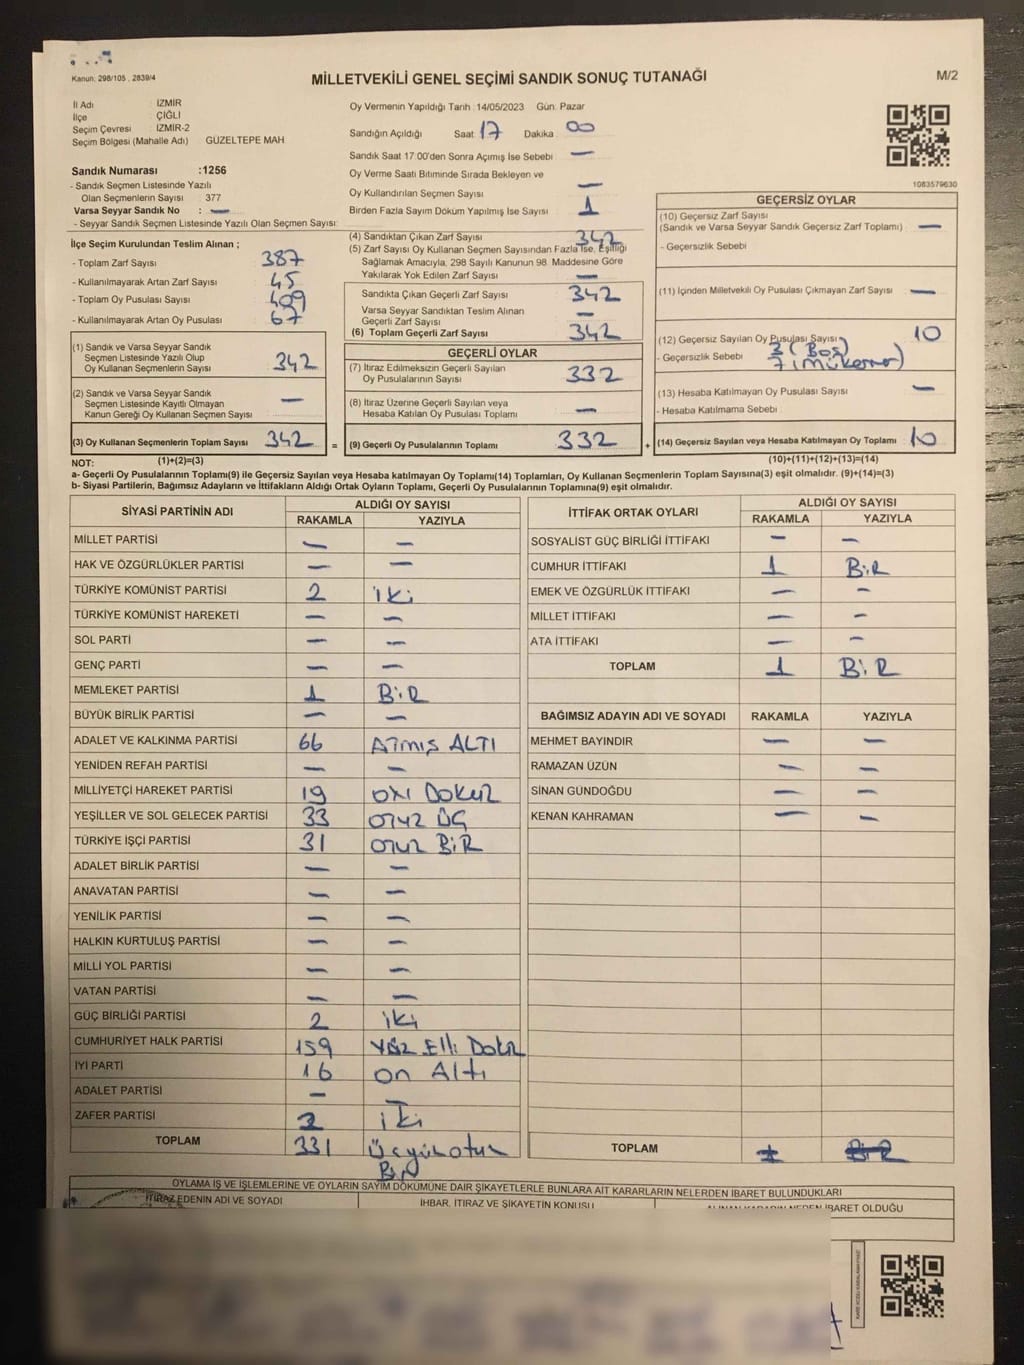 Kanun: 298/105 , 2839/4
MİLLETVEKİLİ GENEL SEÇİMİ SANDIK SONUÇ TUTANAĞI
M/2
İl Adı : İZMİR
İlçe : ÇİĞLİ
Seçim Çevresi : İZMİR-2
Seçim Bölgesi (Mahalle Adı) GÜZELTEPE MAH
Sandık Numarası :1256
- Sandık Seçmen Listesinde Yazılı
Olan Seçmenlerin Sayısı : 377
Varsa Seyyar Sandık No : —
- Seyyar Sandık Seçmen Listesinde Yazılı Olan Seçmen Sayısı:
İlçe Seçim Kurulundan Teslim Alınan ;
- Toplam Zarf Sayısı 387
- Kullanılmayarak Artan Zarf Sayısı 45
- Toplam Oy Pusulası Sayısı 409
- Kullanılmayarak Artan Oy Pusulası 67
(1) Sandık ve Varsa Seyyar Sandık
Seçmen Listesinde Yazılı Olup
Oy Kullanan Seçmenlerin Sayısı 342
(2) Sandık ve Varsa Seyyar Sandık
Seçmen Listesinde Kayıtlı Olmayan
Kanun Gereği Oy Kullanan Seçmen Sayısı —
(3) Oy Kullanan Seçmenlerin Toplam Sayısı 342 =
Oy Vermenin Yapıldığı Tarih : 14/05/2023 Gün: Pazar
Sandığın Açıldığı Saat 17 Dakika : 00
Sandık Saat 17:00'den Sonra Açımış İse Sebebi —
Oy Verme Saati Bitiminde Sırada Bekleyen ve
Oy Kullandırılan Seçmen Sayısı —
Birden Fazla Sayım Döküm Yapılmış İse Sayısı 1
(4) Sandıktan Çıkan Zarf Sayısı 342
(5) Zarf Sayısı Oy Kullanan Seçmen Sayısından Fazla İse, Eşitliği
Sağlamak Amacıyla, 298 Sayılı Kanunun 98. Maddesine Göre
Yakılarak Yok Edilen Zarf Sayısı —
Sandıkta Çıkan Geçerli Zarf Sayısı 342
Varsa Seyyar Sandıktan Teslim Alınan
Geçerli Zarf Sayısı —
(6) Toplam Geçerli Zarf Sayısı 342
GEÇERLİ OYLAR
(7) İtiraz Edilmeksizin Geçerli Sayılan
Oy Pusulalarının Sayısı 332
(8) İtiraz Üzerine Geçerli Sayılan veya
Hesaba Katılan Oy Pusulası Toplamı —
(9) Geçerli Oy Pusulalarının Toplamı 332 +
1083579630
GEÇERSİZ OYLAR
(10) Geçersiz Zarf Sayısı
(Sandık ve Varsa Seyyar Sandık Geçersiz Zarf Toplamı) —
- Geçersizlik Sebebi
(11) İçinden Milletvekili Oy Pusulası Çıkmayan Zarf Sayısı —
(12) Geçersiz Sayılan Oy Pusulası Sayısı 10
- Geçersizlik Sebebi 3 (Boş)
7 (Mükerrer)
(13) Hesaba Katılmayan Oy Pusulası Sayısı —
- Hesaba Katılmama Sebebi :
(14) Geçersiz Sayılan veya Hesaba Katılmayan Oy Toplamı 10
NOT: (1)+(2)=(3) (10)+(11)+(12)+(13)=(14)
a- Geçerli Oy Pusulalarının Toplamı(9) ile Geçersiz Sayılan veya Hesaba katılmayan Oy Toplamı(14) Toplamları, Oy Kullanan Seçmenlerin Toplam Sayısına(3) eşit olmalıdır. (9)+(14)=(3)
b- Siyasi Partilerin, Bağımsız Adayların ve İttifakların Aldığı Ortak Oyların Toplamı, Geçerli Oy Pusulalarının Toplamına(9) eşit olmalıdır.
SİYASİ PARTİNİN ADI ALDIĞI OY SAYISI
RAKAMLA YAZIYLA
MİLLET PARTİSİ — —
HAK VE ÖZGÜRLÜKLER PARTİSİ — —
TÜRKİYE KOMÜNİST PARTİSİ 2 iki
TÜRKİYE KOMÜNİST HAREKETİ — —
SOL PARTİ — —
GENÇ PARTİ — —
MEMLEKET PARTİSİ 1 BİR
BÜYÜK BİRLİK PARTİSİ — —
ADALET VE KALKINMA PARTİSİ 66 ATMIŞ ALTI
YENİDEN REFAH PARTİSİ — —
MİLLİYETÇİ HAREKET PARTİSİ 19 ON DOKUZ
YEŞİLLER VE SOL GELECEK PARTİSİ 33 OTUZ ÜÇ
TÜRKİYE İŞÇİ PARTİSİ 31 OTUZ BİR
ADALET BİRLİK PARTİSİ — —
ANAVATAN PARTİSİ — —
YENİLİK PARTİSİ — —
HALKIN KURTULUŞ PARTİSİ — —
MİLLİ YOL PARTİSİ — —
VATAN PARTİSİ — —
GÜÇ BİRLİĞİ PARTİSİ 2 iki
CUMHURİYET HALK PARTİSİ 159 YÜZ Elli Dokuz
İYİ PARTİ 16 on Altı
ADALET PARTİSİ —
ZAFER PARTİSİ 2 iki
TOPLAM 331 Üçyüzotuz
Bir
İTTİFAK ORTAK OYLARI ALDIĞI OY SAYISI
RAKAMLA YAZIYLA
SOSYALİST GÜÇ BİRLİĞİ İTTİFAKI — —
CUMHUR İTTİFAKI 1 BİR
EMEK VE ÖZGÜRLÜK İTTİFAKI — —
MİLLET İTTİFAKI — —
ATA İTTİFAKI — —
TOPLAM 1 BİR
BAĞIMSIZ ADAYIN ADI VE SOYADI RAKAMLA YAZIYLA
MEHMET BAYINDIR — —
RAMAZAN ÜZÜN — —
SİNAN GÜNDOĞDU — —
KENAN KAHRAMAN — —
TOPLAM 1 BİR
OYLAMA İŞ VE İŞLEMLERİNE VE OYLARIN SAYIM DÖKÜMÜNE DAİR ŞİKAYETLERLE BUNLARA AİT KARARLARIN NELERDEN İBARET BULUNDUKLARI
İTİRAZ EDENİN ADI VE SOYADI İHBAR, İTİRAZ VE ŞİKAYETİN KONUSU İBARET OLDUĞU